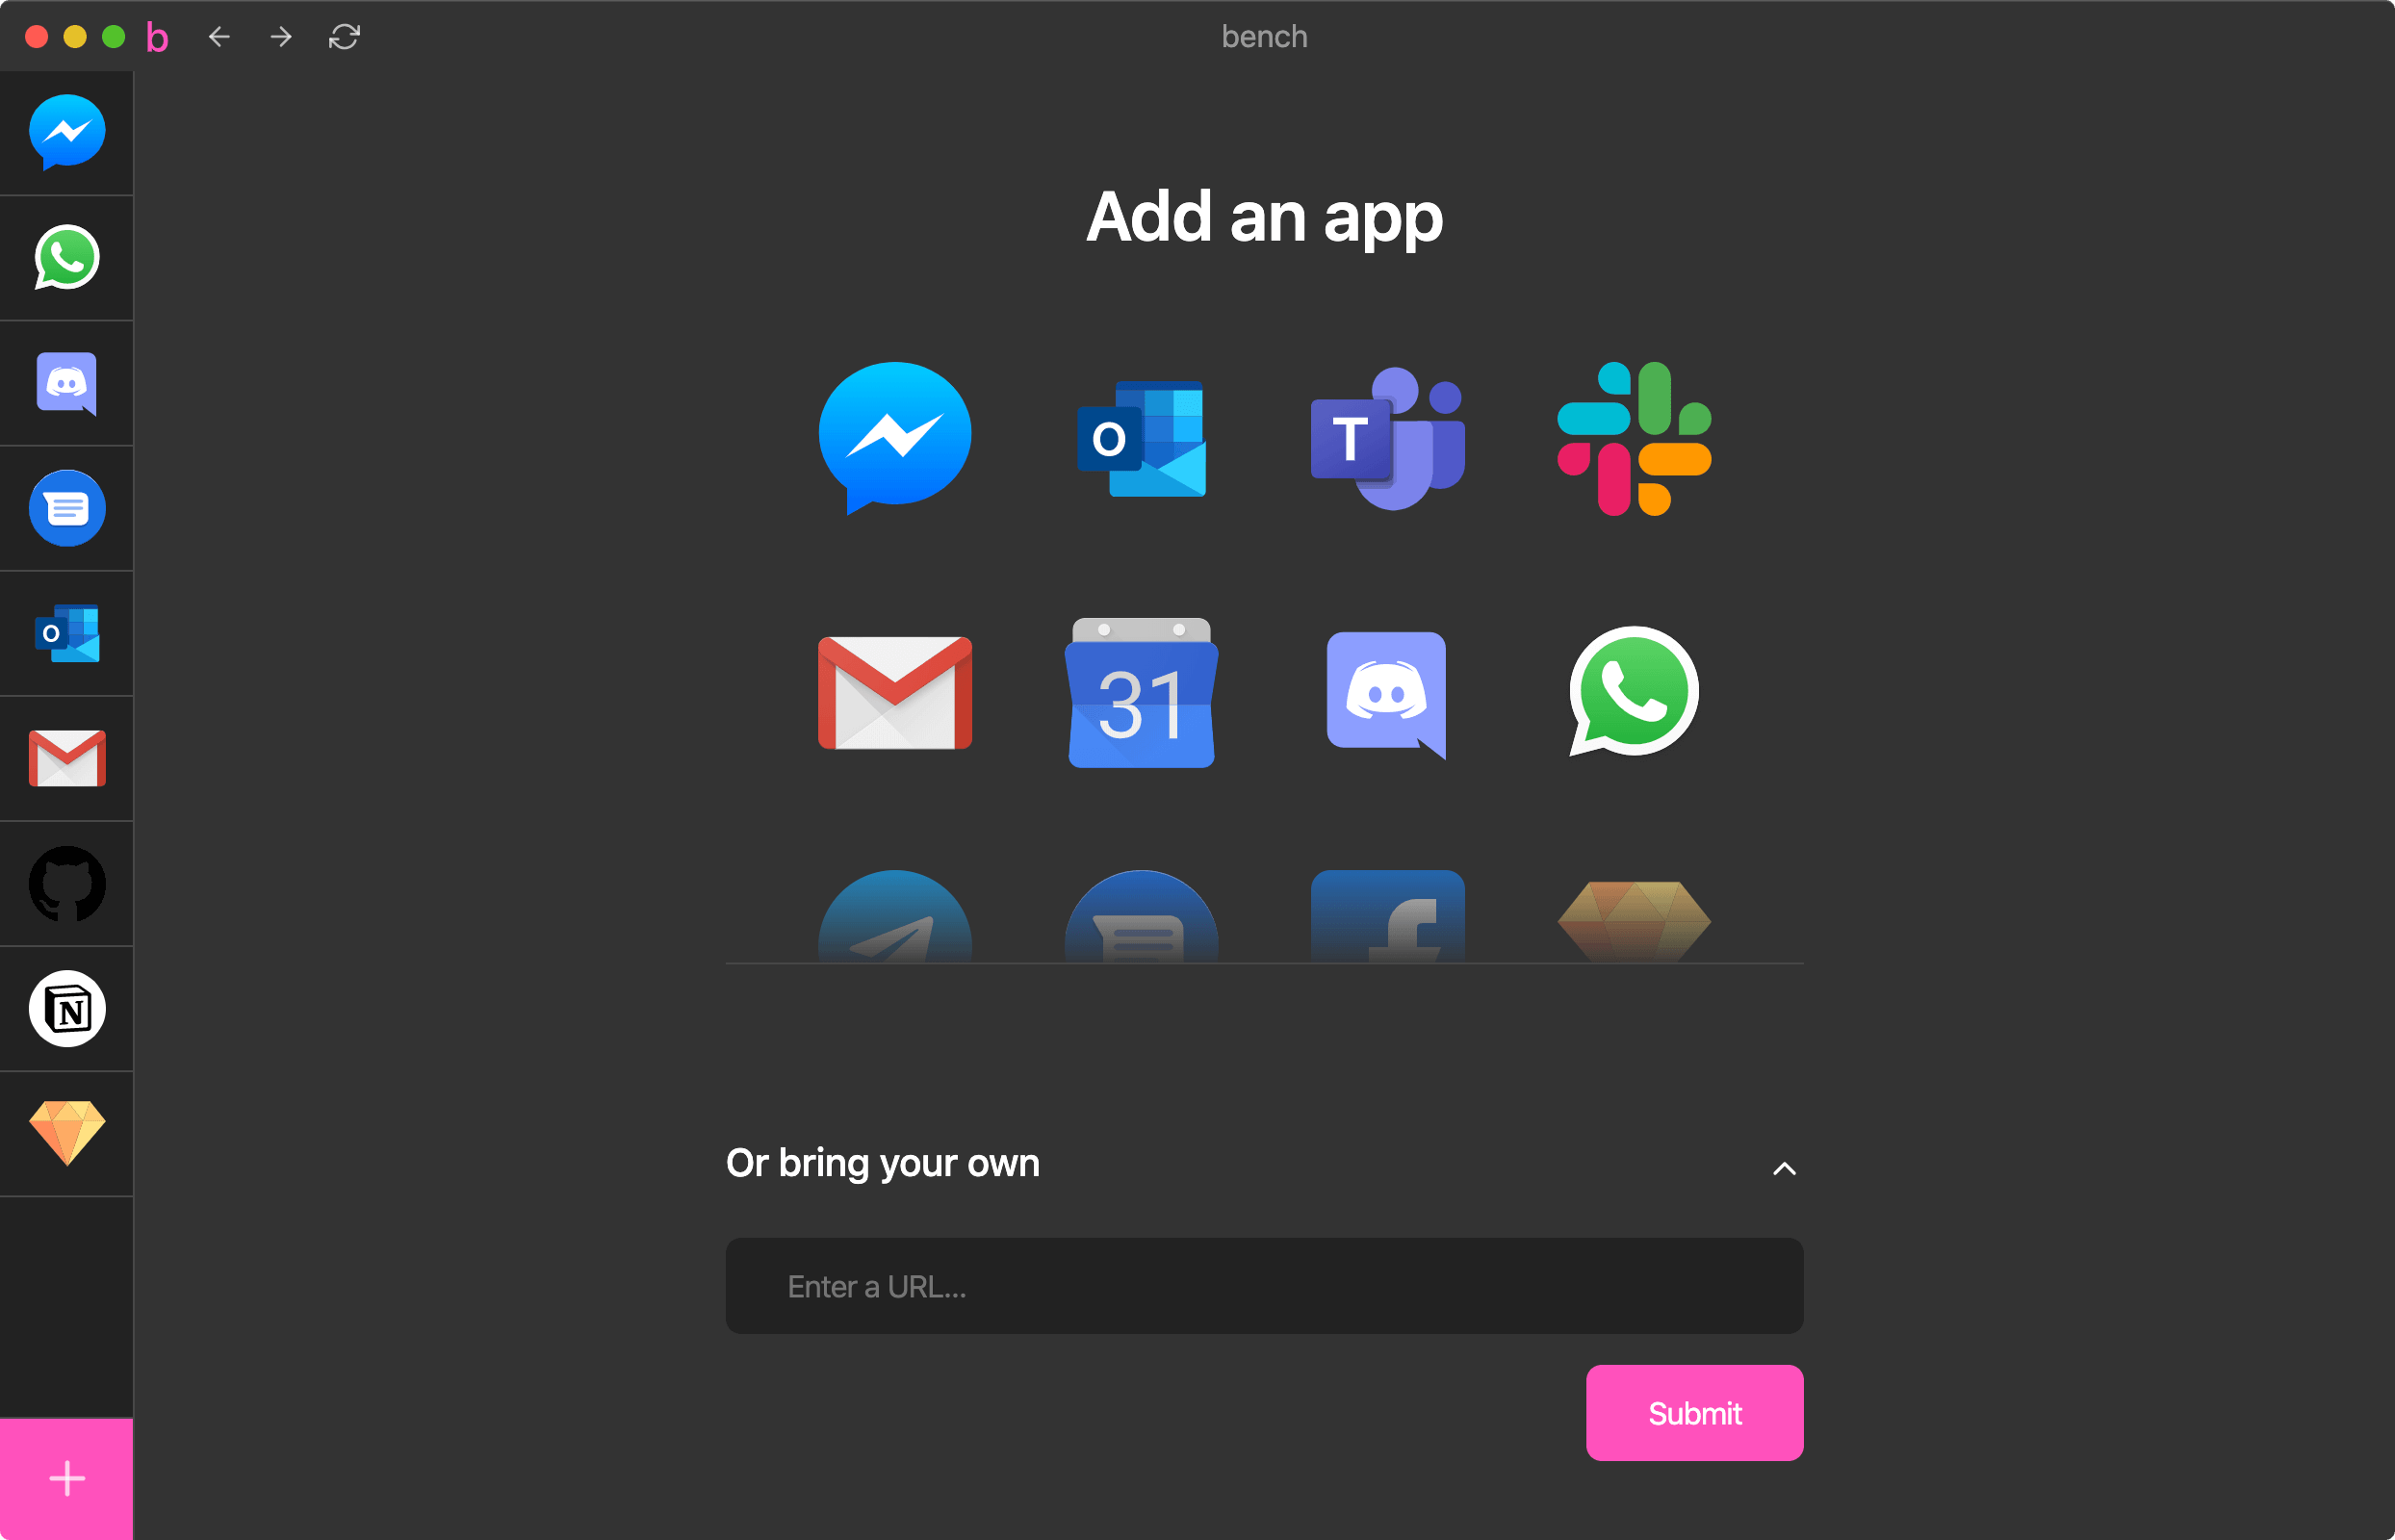 b
bench
Add an app
O
T
31
f
O
N
Or bring your own
Enter a URL...
Submit